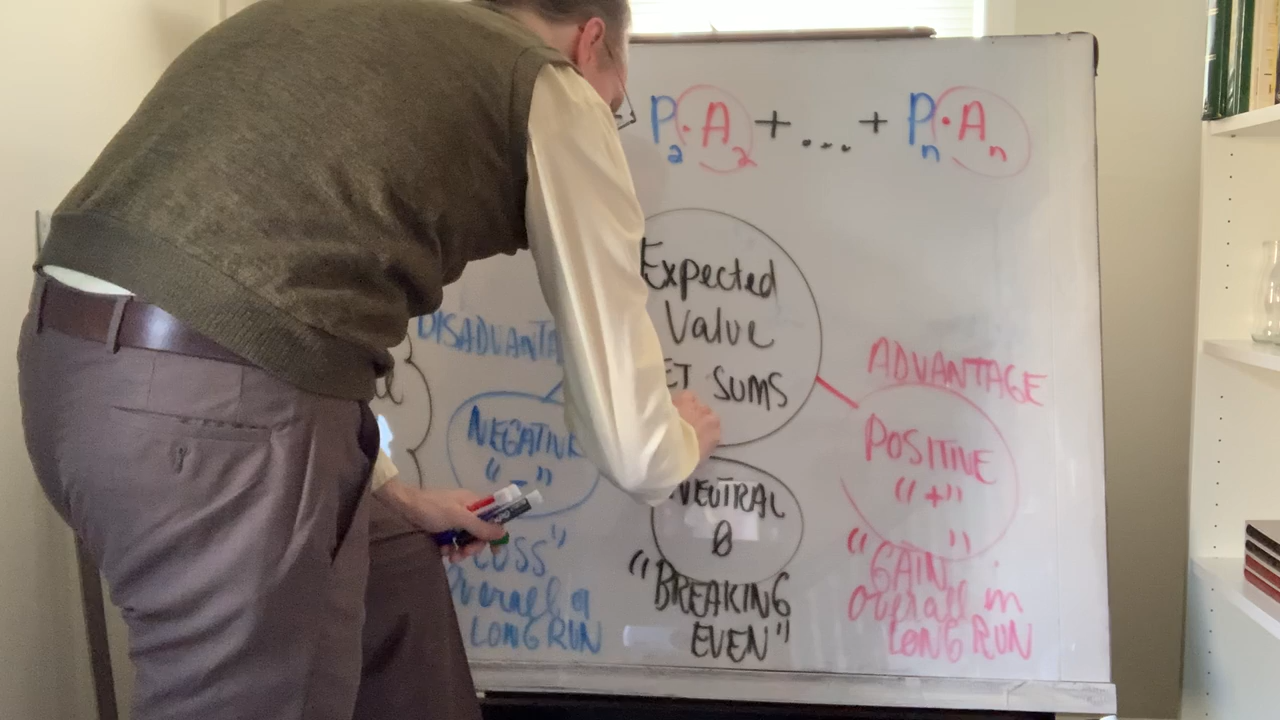 P2 · A2 + ... + Pn · An
Expected
Value
SUMS
DISADVANTA
NEGATIVE
“-”
LOSS”
Overall
LONG RUN
NEUTRAL
0
“BREAKING
EVEN”
ADVANTAGE
POSITIVE
“+”
“GAIN”
Overall in
LONG RUN